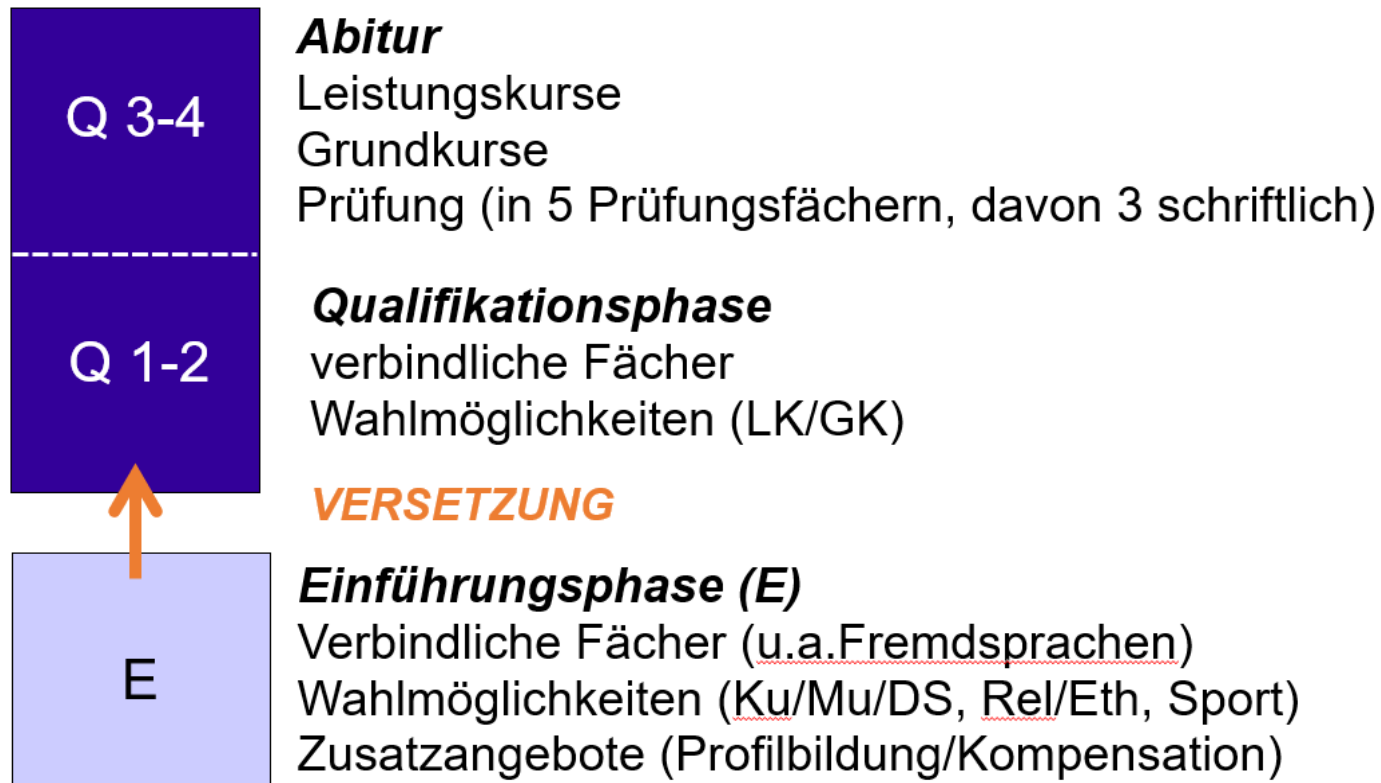 Q 3-4
Abitur
Leistungskurse
Grundkurse
Prüfung (in 5 Prüfungsfächern, davon 3 schriftlich)
Q 1-2
Qualifikationsphase
verbindliche Fächer
Wahlmöglichkeiten (LK/GK)
VERSETZUNG
E
Einführungsphase (E)
Verbindliche Fächer (u.a.Fremdsprachen)
Wahlmöglichkeiten (Ku/Mu/DS, Rel/Eth, Sport)
Zusatzangebote (Profilbildung/Kompensation)